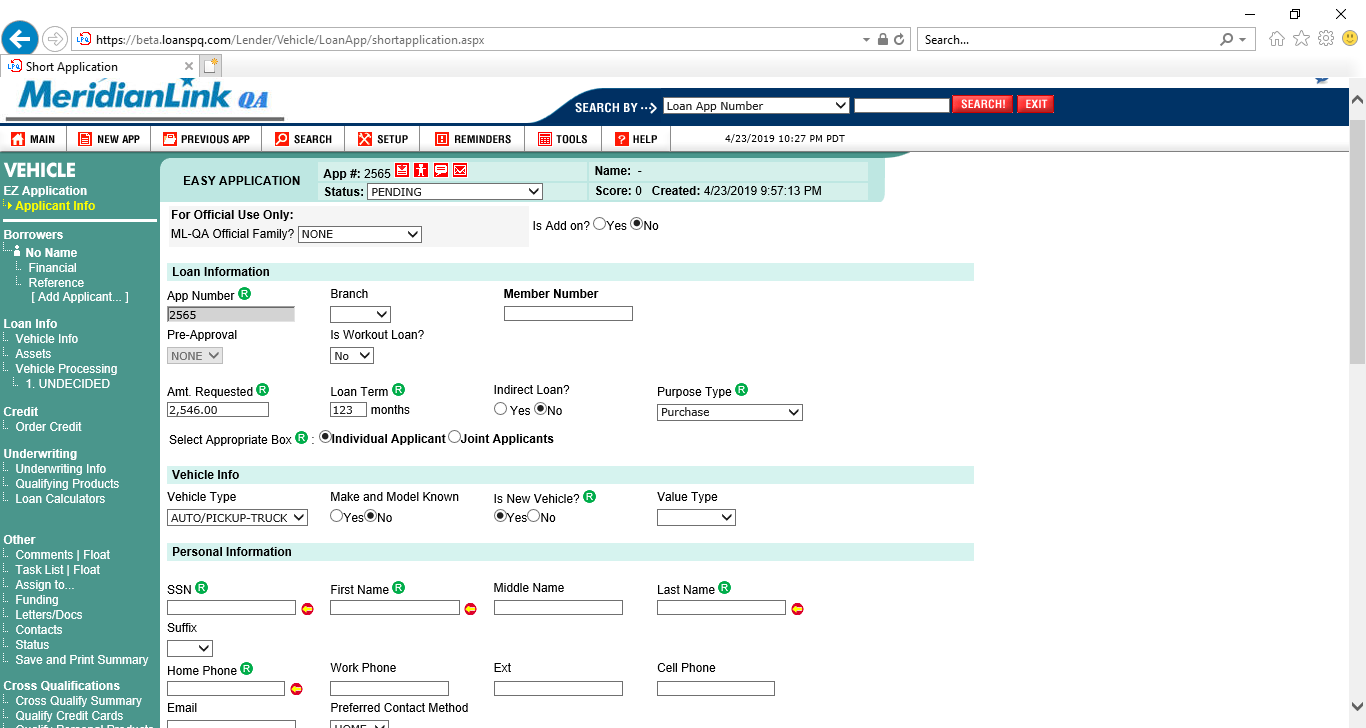 https://beta.loanspq.com/Lender/Vehicle/LoanApp/shortapplication.aspx
Search...
LPQ Short Application
MeridianLink QA
SEARCH BY Loan App Number SEARCH! EXIT
MAIN NEW APP PREVIOUS APP SEARCH SETUP REMINDERS TOOLS HELP 4/23/2019 10:27 PM PDT
VEHICLE
EZ Application
Applicant Info
Borrowers
No Name
Financial
Reference
[ Add Applicant... ]
Loan Info
Vehicle Info
Assets
Vehicle Processing
1. UNDECIDED
Credit
Order Credit
Underwriting
Underwriting Info
Qualifying Products
Loan Calculators
Other
Comments | Float
Task List | Float
Assign to...
Funding
Letters/Docs
Contacts
Status
Save and Print Summary
Cross Qualifications
Cross Qualify Summary
Qualify Credit Cards
Qualify Personal Products
EASY APPLICATION
App #: 2565
Name: -
Status: PENDING
Score: 0 Created: 4/23/2019 9:57:13 PM
For Official Use Only:
ML-QA Official Family? NONE
Is Add on? Yes No
Loan Information
App Number R Branch Member Number
2565
Pre-Approval Is Workout Loan?
NONE No
Amt. Requested R Loan Term R Indirect Loan? Purpose Type R
2,546.00 123 months Yes No Purchase
Select Appropriate Box R : Individual Applicant Joint Applicants
Vehicle Info
Vehicle Type Make and Model Known Is New Vehicle? R Value Type
AUTO/PICKUP-TRUCK Yes No Yes No
Personal Information
SSN R First Name R Middle Name Last Name R
Suffix
Home Phone R Work Phone Ext Cell Phone
Email Preferred Contact Method
HOME